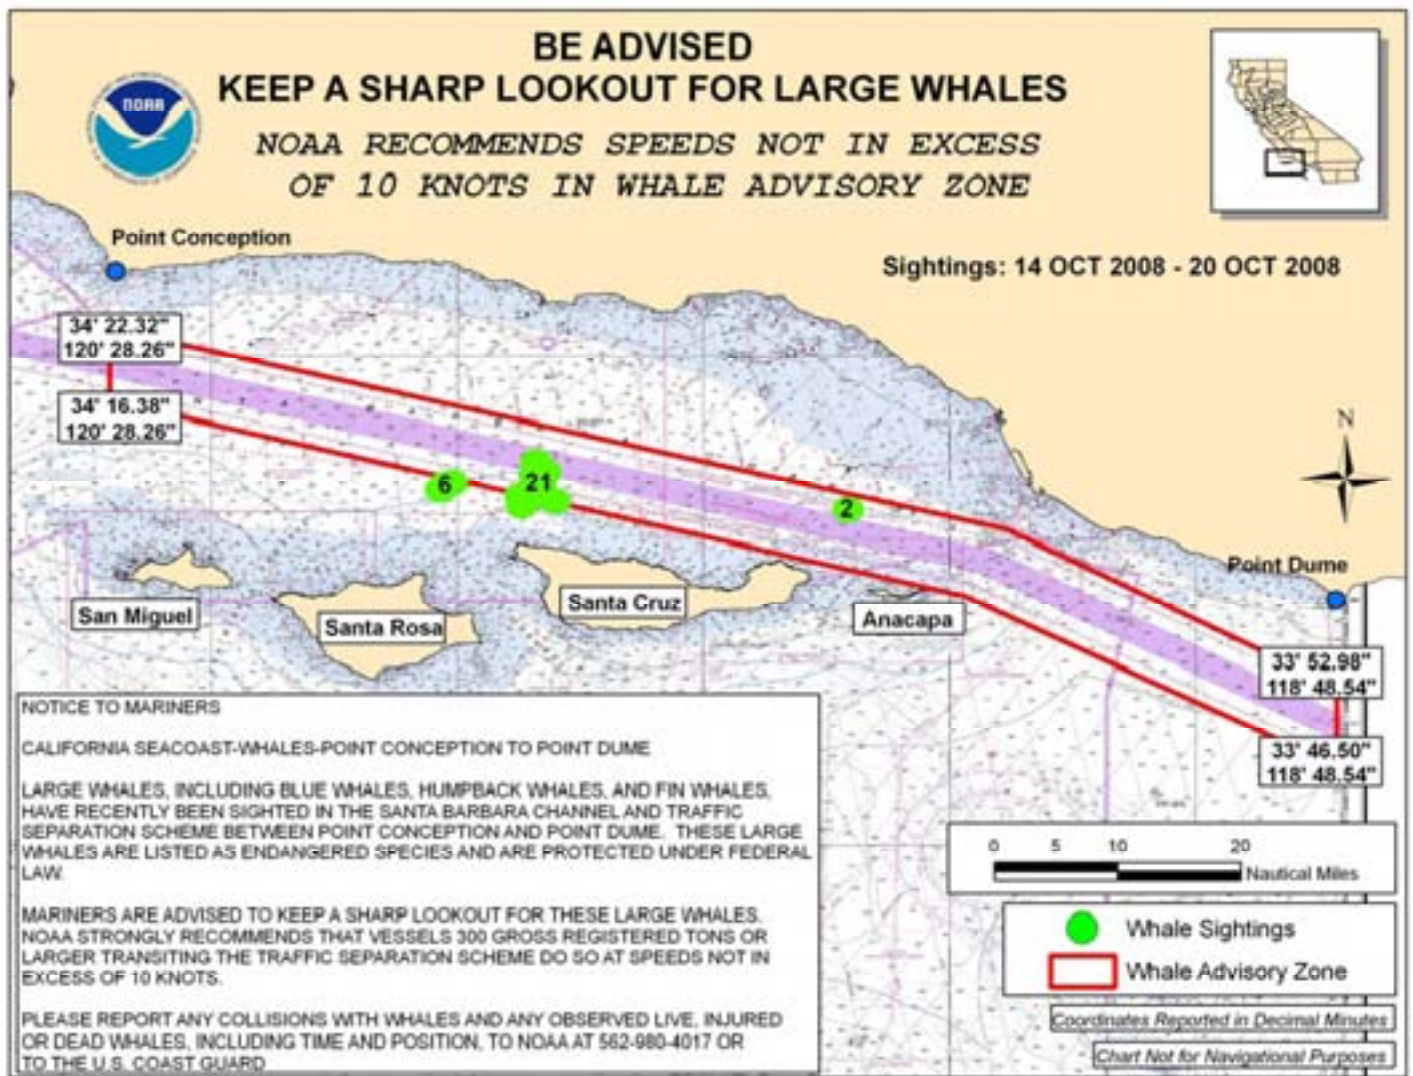 BE ADVISED
KEEP A SHARP LOOKOUT FOR LARGE WHALES
NOAA RECOMMENDS SPEEDS NOT IN EXCESS
OF 10 KNOTS IN WHALE ADVISORY ZONE
NOAA
Point Conception
Sightings: 14 OCT 2008 - 20 OCT 2008
34' 22.32"
120' 28.26"
34' 16.38"
120' 28.26"
N
6
21
2
Point Dume
San Miguel
Santa Rosa
Santa Cruz
Anacapa
33' 52.98"
118' 48.54"
33' 46.50"
118' 48.54"
NOTICE TO MARINERS
CALIFORNIA SEACOAST-WHALES-POINT CONCEPTION TO POINT DUME
LARGE WHALES, INCLUDING BLUE WHALES, HUMPBACK WHALES, AND FIN WHALES,
HAVE RECENTLY BEEN SIGHTED IN THE SANTA BARBARA CHANNEL AND TRAFFIC
SEPARATION SCHEME BETWEEN POINT CONCEPTION AND POINT DUME. THESE LARGE
WHALES ARE LISTED AS ENDANGERED SPECIES AND ARE PROTECTED UNDER FEDERAL
LAW.
MARINERS ARE ADVISED TO KEEP A SHARP LOOKOUT FOR THESE LARGE WHALES.
NOAA STRONGLY RECOMMENDS THAT VESSELS 300 GROSS REGISTERED TONS OR
LARGER TRANSITING THE TRAFFIC SEPARATION SCHEME DO SO AT SPEEDS NOT IN
EXCESS OF 10 KNOTS.
PLEASE REPORT ANY COLLISIONS WITH WHALES AND ANY OBSERVED LIVE, INJURED
OR DEAD WHALES, INCLUDING TIME AND POSITION, TO NOAA AT 562-980-4017 OR
TO THE U.S. COAST GUARD
0 5 10 20
Nautical Miles
Whale Sightings
Whale Advisory Zone
Coordinates Reported in Decimal Minutes
Chart Not for Navigational Purposes